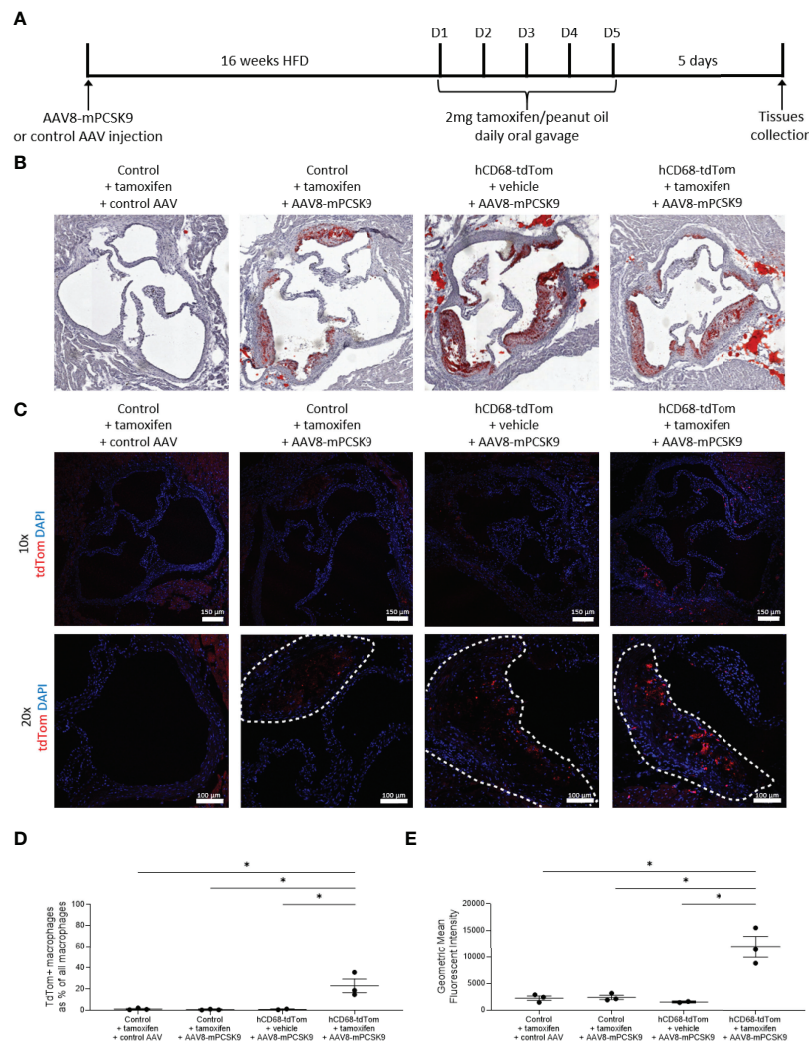 A
D1 D2 D3 D4 D5
16 weeks HFD
5 days
AAV8-mPCSK9
or control AAV injection
2mg tamoxifen/peanut oil
daily oral gavage
Tissues
collection
B
Control
+ tamoxifen
+ control AAV
Control
+ tamoxifen
+ AAV8-mPCSK9
hCD68-tdTom
+ vehicle
+ AAV8-mPCSK9
hCD68-tdTom
+ tamoxifen
+ AAV8-mPCSK9
C
Control
+ tamoxifen
+ control AAV
Control
+ tamoxifen
+ AAV8-mPCSK9
hCD68-tdTom
+ vehicle
+ AAV8-mPCSK9
hCD68-tdTom
+ tamoxifen
+ AAV8-mPCSK9
10x
tdTom DAPI
150 µm
150 µm
150 µm
150 µm
20x
tdTom DAPI
100 µm
100 µm
100 µm
100 µm
D
*
*
*
TdTom+ macrophages
as % of all macrophages
100
80
60
40
20
0
Control
+ tamoxifen
+ control AAV
Control
+ tamoxifen
+ AAV8-mPCSK9
hCD68-tdTom
+ vehicle
+ AAV8-mPCSK9
hCD68-tdTom
+ tamoxifen
+ AAV8-mPCSK9
E
*
*
*
Geometric Mean
Fluorescent Intensity
20000
15000
10000
5000
0
Control
+ tamoxifen
+ control AAV
Control
+ tamoxifen
+ AAV8-mPCSK9
hCD68-tdTom
+ vehicle
+ AAV8-mPCSK9
hCD68-tdTom
+ tamoxifen
+ AAV8-mPCSK9